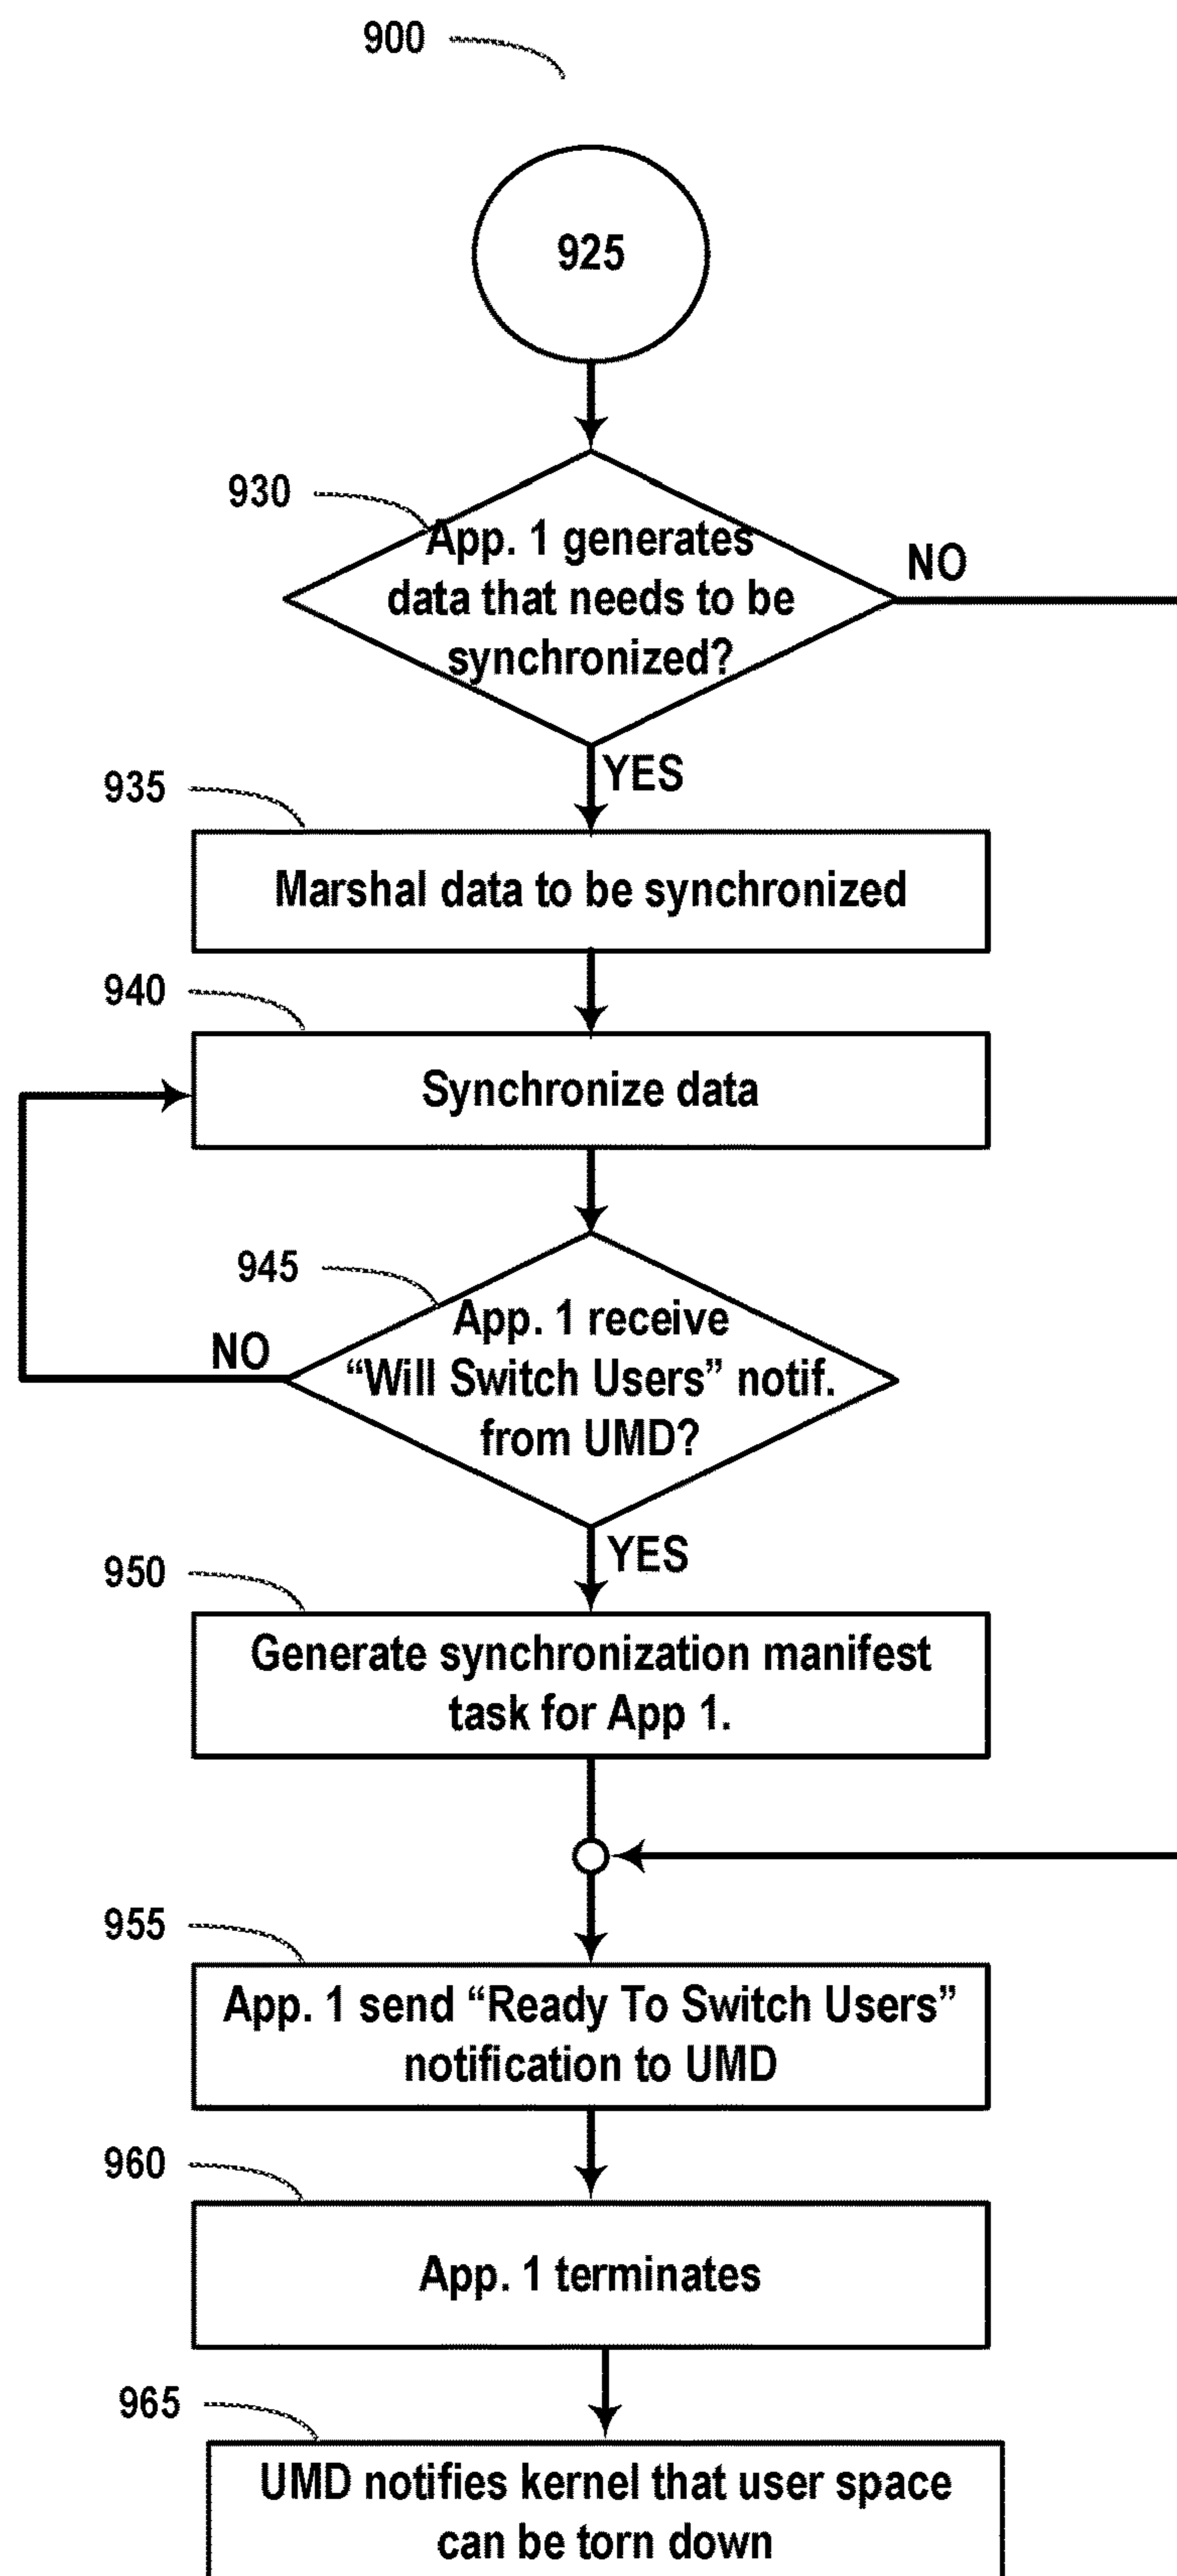 900
925
930
App. 1 generates
data that needs to be
synchronized?
NO
YES
935
Marshal data to be synchronized
940
Synchronize data
945
App. 1 receive
“Will Switch Users” notif.
from UMD?
NO
YES
950
Generate synchronization manifest
task for App 1.
955
App. 1 send “Ready To Switch Users”
notification to UMD
960
App. 1 terminates
965
UMD notifies kernel that user space
can be torn down